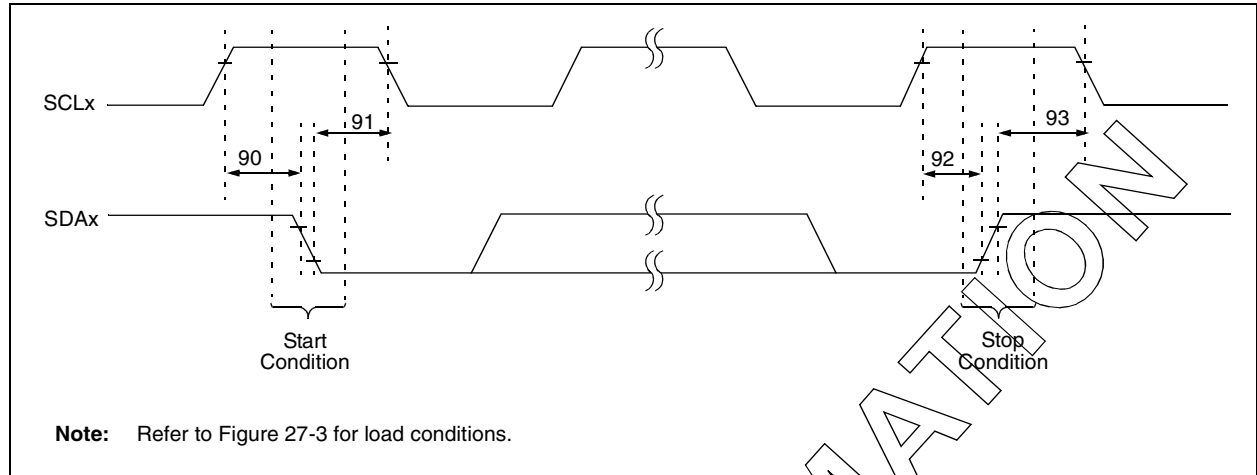 SCLx
91
93
90
92
SDAx
Start
Condition
Stop
Condition
Note: Refer to Figure 27-3 for load conditions.
MATION